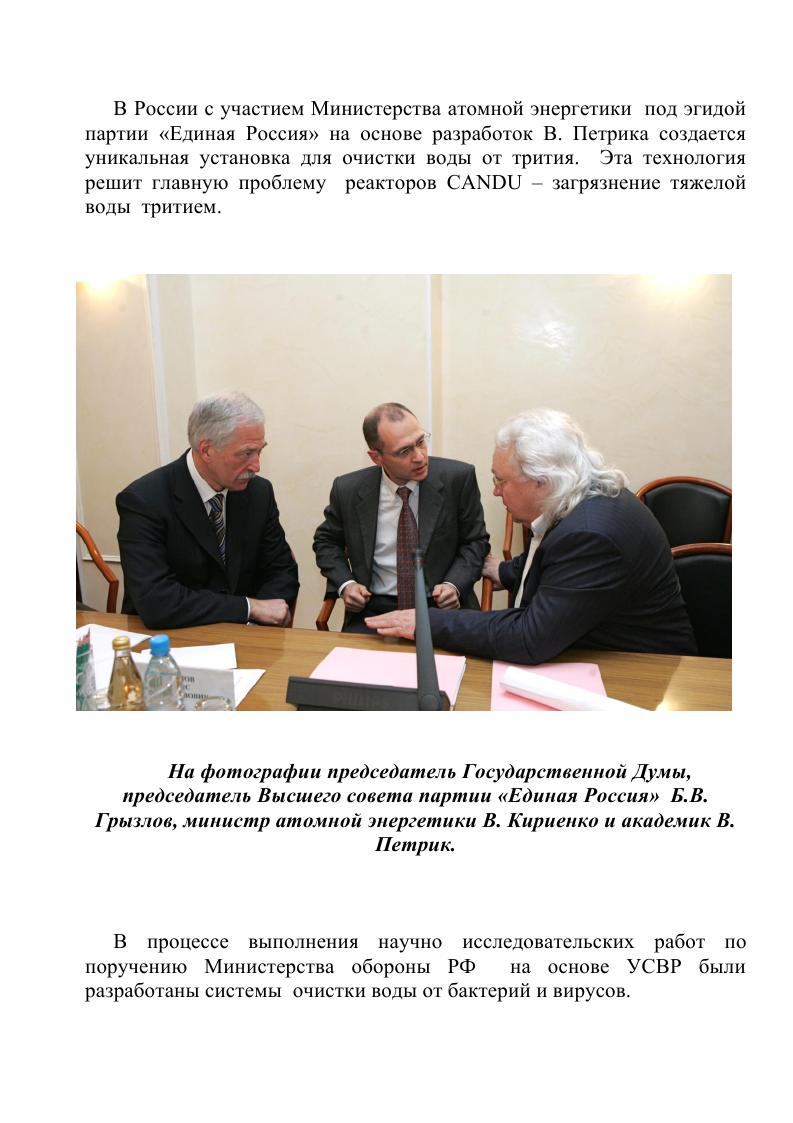 В России с участием Министерства атомной энергетики под эгидой
партии «Единая Россия» на основе разработок В. Петрика создается
уникальная установка для очистки воды от трития. Эта технология
решит главную проблему реакторов CANDU – загрязнение тяжелой
воды тритием.
PHILIPS
На фотографии председатель Государственной Думы,
председатель Высшего совета партии «Единая Россия» Б.В.
Грызлов, министр атомной энергетики В. Кириенко и академик В.
Петрик.
В процессе выполнения научно исследовательских работ по
поручению Министерства обороны РФ на основе УСВР были
разработаны системы очистки воды от бактерий и вирусов.